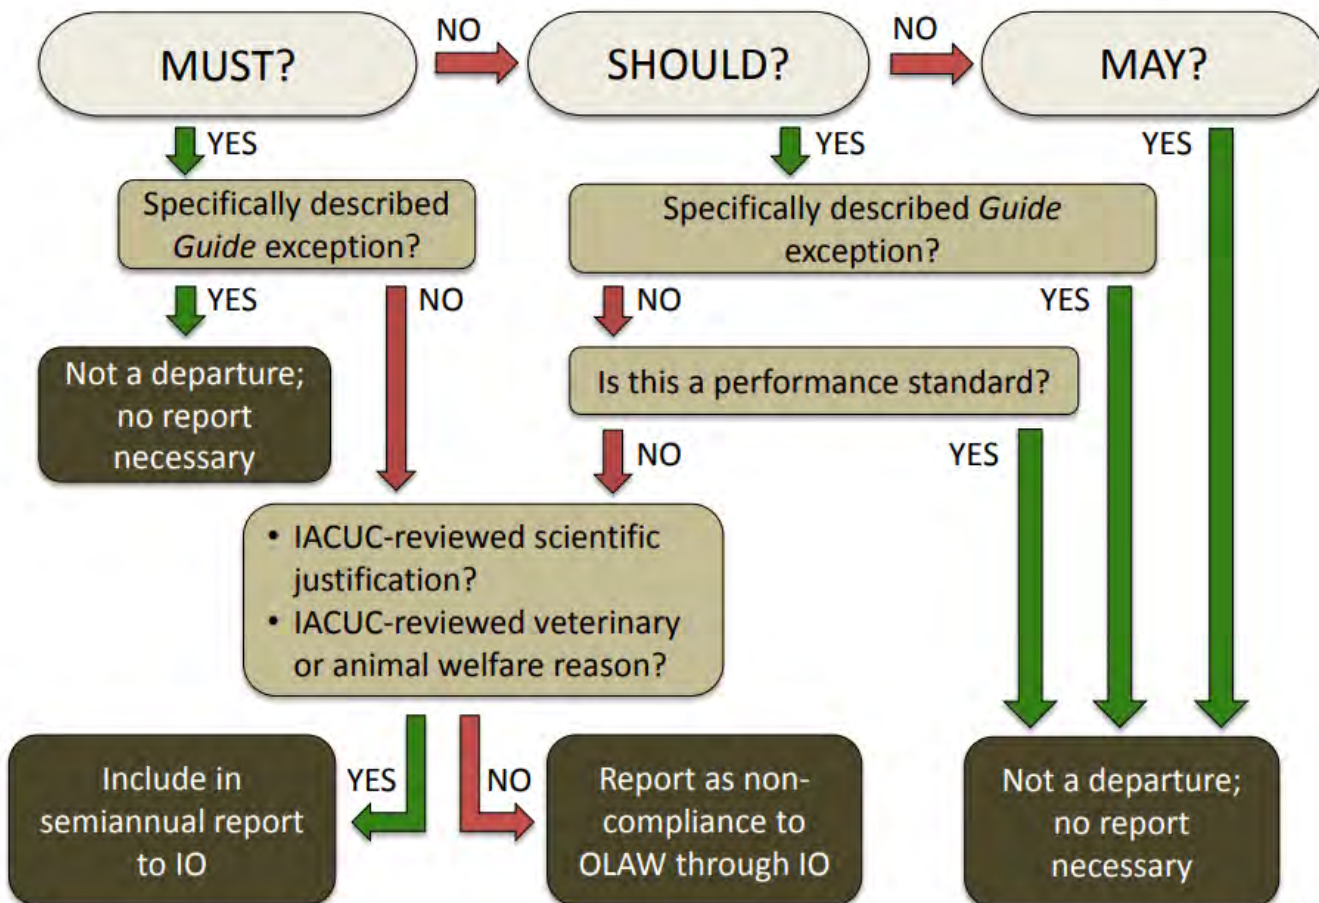 NO
NO
MUST?
SHOULD?
MAY?
YES
YES
YES
Specifically described
Guide exception?
Specifically described Guide
exception?
YES
NO
NO
YES
Not a departure;
no report
necessary
Is this a performance standard?
NO
YES
• IACUC-reviewed scientific
justification?
• IACUC-reviewed veterinary
or animal welfare reason?
YES
NO
Include in
semiannual report
to IO
Report as non-
compliance to
OLAW through IO
Not a departure;
no report
necessary